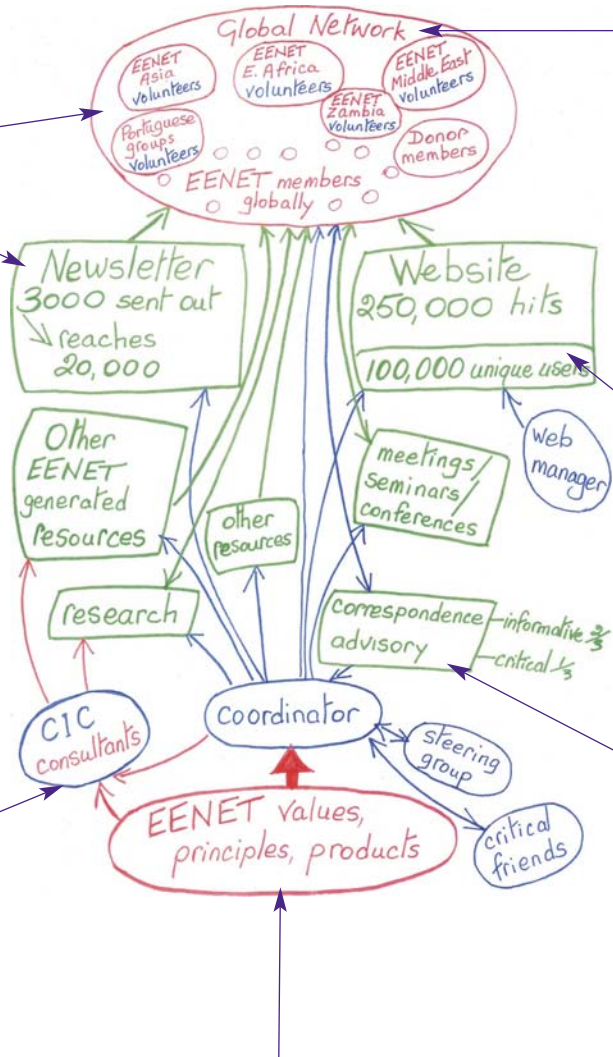 Global Network
EENET
Asia
volunteers
EENET
E. Africa
volunteers
EENET
Middle East
volunteers
EENET
Zambia
volunteers
Portuguese
groups
volunteers
Donor
members
EENET members
globally
Newsletter
3000 sent out
reaches
20,000
Website
250,000 hits
100,000 unique users
web
manager
Other
EENET
generated
resources
other
resources
meetings/
seminars/
conferences
research
correspondence
advisory
informative 2/3
critical 1/3
CIC
consultants
Coordinator
steering
group
critical
friends
EENET values,
principles, products